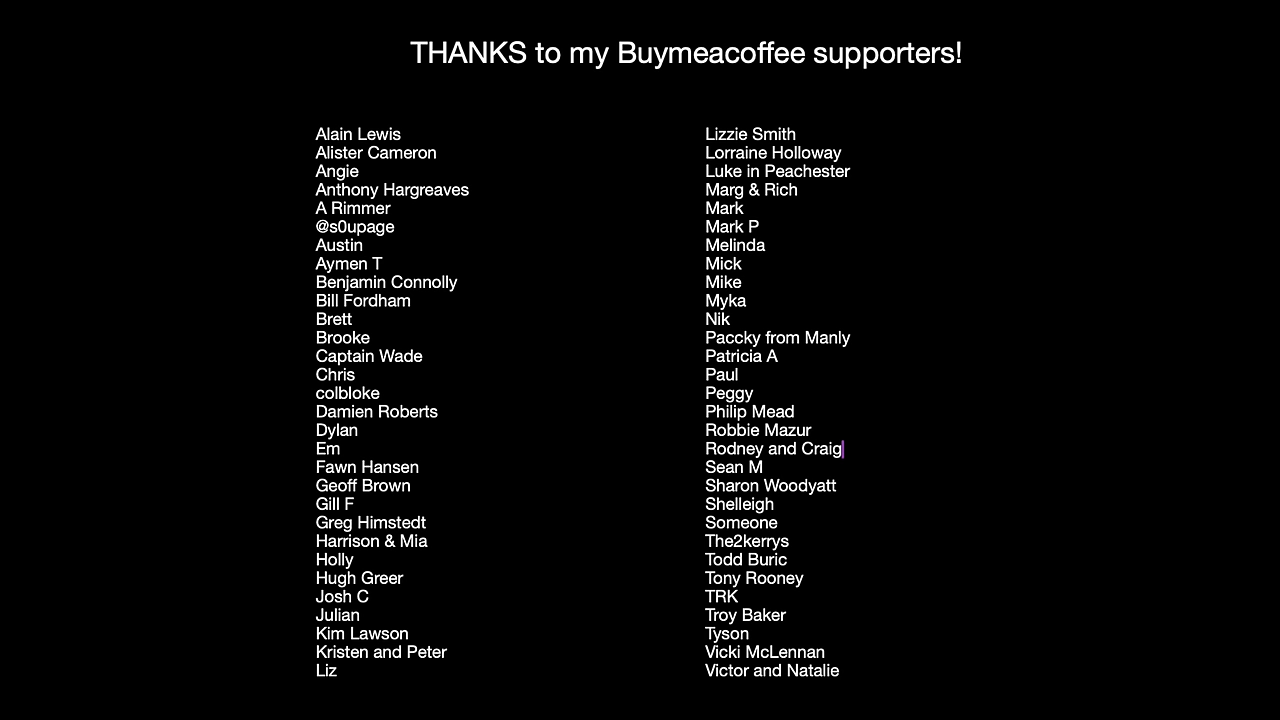 THANKS to my Buymeacoffee supporters!
Alain Lewis
Alister Cameron
Angie
Anthony Hargreaves
A Rimmer
@s0upage
Austin
Aymen T
Benjamin Connolly
Bill Fordham
Brett
Brooke
Captain Wade
Chris
colbloke
Damien Roberts
Dylan
Em
Fawn Hansen
Geoff Brown
Gill F
Greg Himstedt
Harrison & Mia
Holly
Hugh Greer
Josh C
Julian
Kim Lawson
Kristen and Peter
Liz
Lizzie Smith
Lorraine Holloway
Luke in Peachester
Marg & Rich
Mark
Mark P
Melinda
Mick
Mike
Myka
Nik
Paccky from Manly
Patricia A
Paul
Peggy
Philip Mead
Robbie Mazur
Rodney and Craig
Sean M
Sharon Woodyatt
Shelleigh
Someone
The2kerrys
Todd Buric
Tony Rooney
TRK
Troy Baker
Tyson
Vicki McLennan
Victor and Natalie